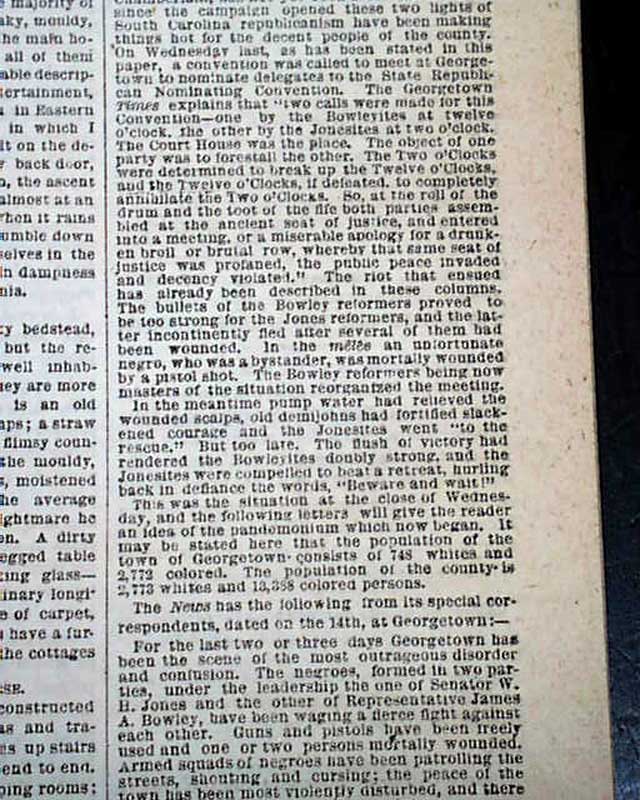 e majority of
aky, mouldy,
he main ho-
all of them
able descrip-
tertainment,
in Eastern
in which I
it on the de-
back door,
the ascent
almost at an
hen it rains
umble down
selves in the
in dampness
nia.
ty bedstead,
but the re-
well inhab-
ey are more
is an old
aps; a straw
flimsy coun-
the mouldy,
s, moistened
he average
ightmare he
en. A dirty
egged table
ing glass—
inary longi-
e of carpet,
have a fur-
he cottages
SE.
constructed
as and tra-
es up stairs
end to end.
ping rooms;
since the campaign opened these two lights of
South Carolina republicanism have been making
things hot for the decent people of the county.
On Wednesday last, as has been stated in this
paper, a convention was called to meet at George-
town to nominate delegates to the State Republi-
can Nominating Convention. The Georgetown
Times explains that "two calls were made for this
Convention—one by the Bowleyites at twelve
o'clock, the other by the Jonesites at two o'clock.
The Court House was the place. The object of one
party was to forestall the other. The Two o'Clocks
were determined to break up the Twelve o'Clocks,
and the Twelve o'Clocks, if defeated, to completely
annihilate the Two o'Clocks. So, at the roll of the
drum and the toot of the fife both parties assem-
bled at the ancient seat of justice, and entered
into a meeting, or a miserable apology for a drunk-
en broil or brutal row, whereby that same seat of
justice was profaned, the public peace invaded
and decency violated." The riot that ensued
has already been described in these columns.
The bullets of the Bowley reformers proved to
be too strong for the Jones reformers, and the lat-
ter incontinently fled after several of them had
been wounded. In the mêlée an unfortunate
negro, who was a bystander, was mortally wounded
by a pistol shot. The Bowley reformers being now
masters of the situation reorganized the meeting.
In the meantime pump water had relieved the
wounded scalps, old demijohns had fortified slack-
ened courage and the Jonesites went "to the
rescue." But too late. The flush of victory had
rendered the Bowleyites doubly strong, and the
Jonesites were compelled to beat a retreat, hurling
back in defiance the words, "Beware and wait!"
This was the situation at the close of Wednes-
day, and the following letters will give the reader
an idea of the pandemonium which now began. It
may be stated here that the population of the
town of Georgetown consists of 748 whites and
2,772 colored. The population of the county is
2,773 whites and 13,388 colored persons.
The News has the following from its special cor-
respondents, dated on the 14th, at Georgetown:—
For the last two or three days Georgetown has
been the scene of the most outrageous disorder
and confusion. The negroes, formed in two par-
ties, under the leadership the one of Senator W.
H. Jones and the other of Representative James
A. Bowley, have been waging a fierce fight against
each other. Guns and pistols have been freely
used and one or two persons mortally wounded.
Armed squads of negroes have been patrolling the
streets, shouting and cursing; the peace of the
town has been most violently disturbed, and there